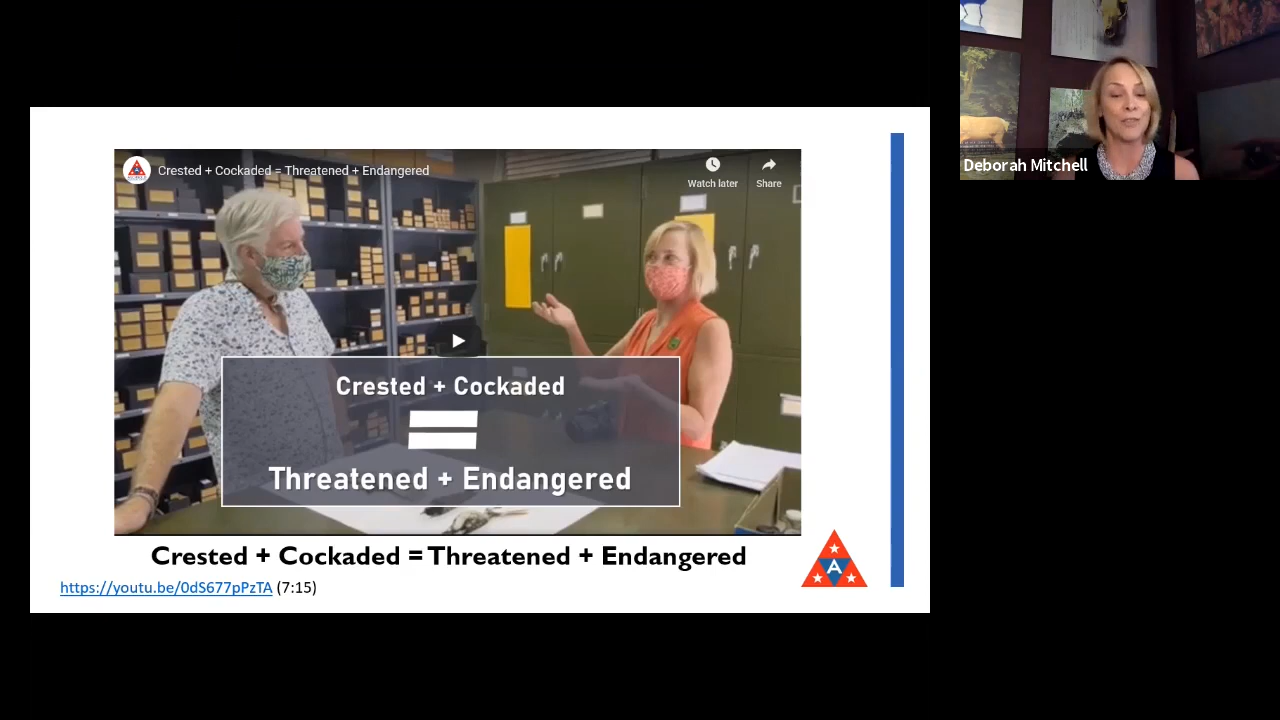 Crested + Cockaded = Threatened + Endangered
Watch later
Share
Crested + Cockaded
=
Threatened + Endangered
Crested + Cockaded = Threatened + Endangered
https://youtu.be/0dS677pPzTA (7:15)
A
Deborah Mitchell